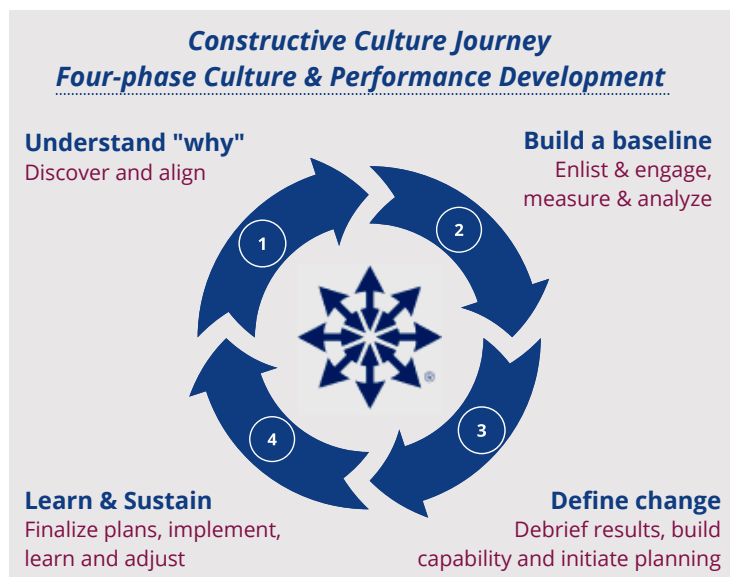 Constructive Culture Journey
Four-phase Culture & Performance Development
Understand "why"
Discover and align
Build a baseline
Enlist & engage,
measure & analyze
1
2
®
4
3
Learn & Sustain
Finalize plans, implement,
learn and adjust
Define change
Debrief results, build
capability and initiate planning